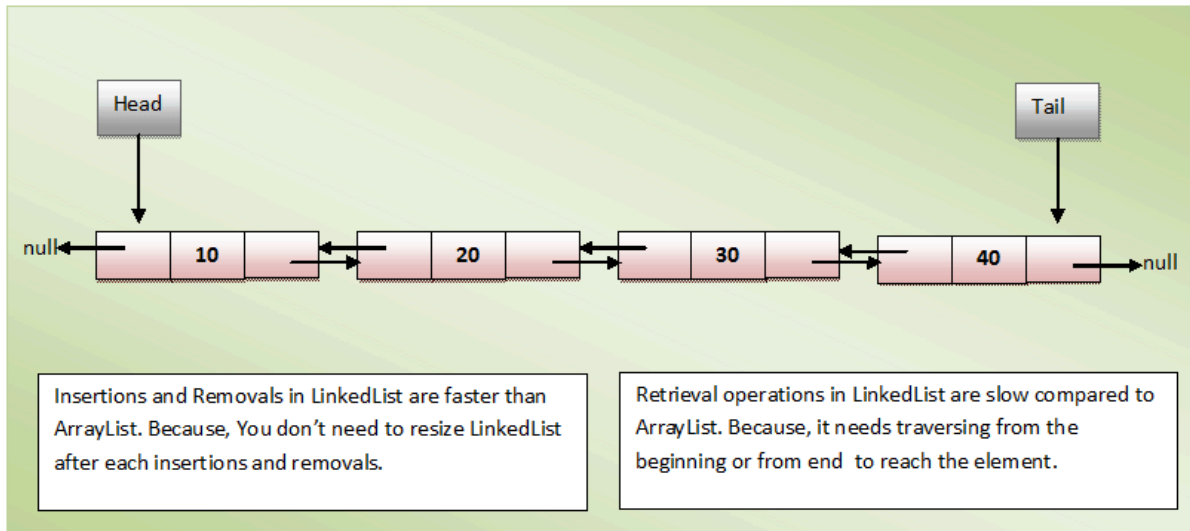 Head
Tail
null
10
20
30
40
null
Insertions and Removals in LinkedList are faster than
ArrayList. Because, You don't need to resize LinkedList
after each insertions and removals.
Retrieval operations in LinkedList are slow compared to
ArrayList. Because, it needs traversing from the
beginning or from end to reach the element.